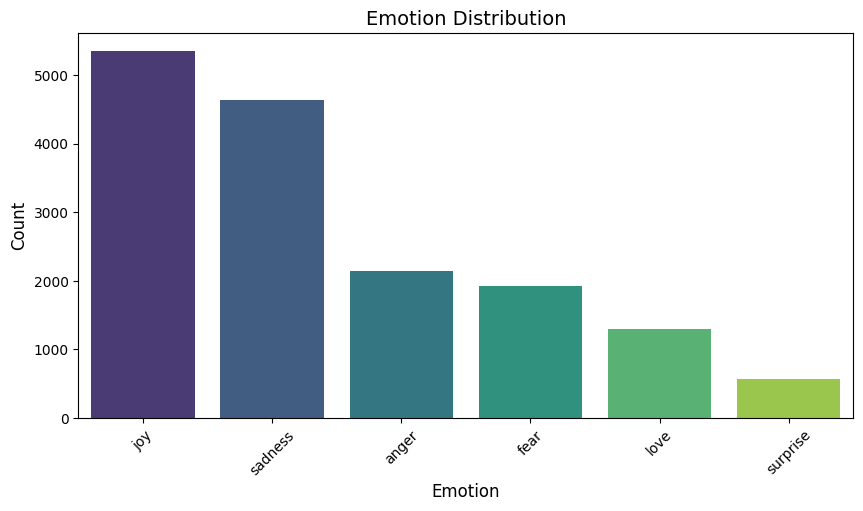 Emotion Distribution
5000
4000
3000
2000
1000
0
Count
joy
sadness
anger
fear
love
surprise
Emotion